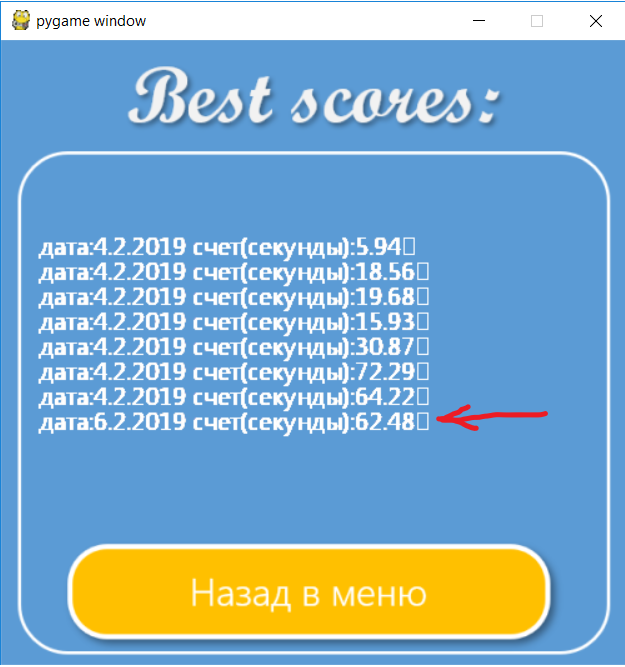 pygame window
Best scores:
дата:4.2.2019 счет(секунды):5.94▯
дата:4.2.2019 счет(секунды):18.56▯
дата:4.2.2019 счет(секунды):19.68▯
дата:4.2.2019 счет(секунды):15.93▯
дата:4.2.2019 счет(секунды):30.87▯
дата:4.2.2019 счет(секунды):72.29▯
дата:4.2.2019 счет(секунды):64.22▯
дата:6.2.2019 счет(секунды):62.48▯
Назад в меню